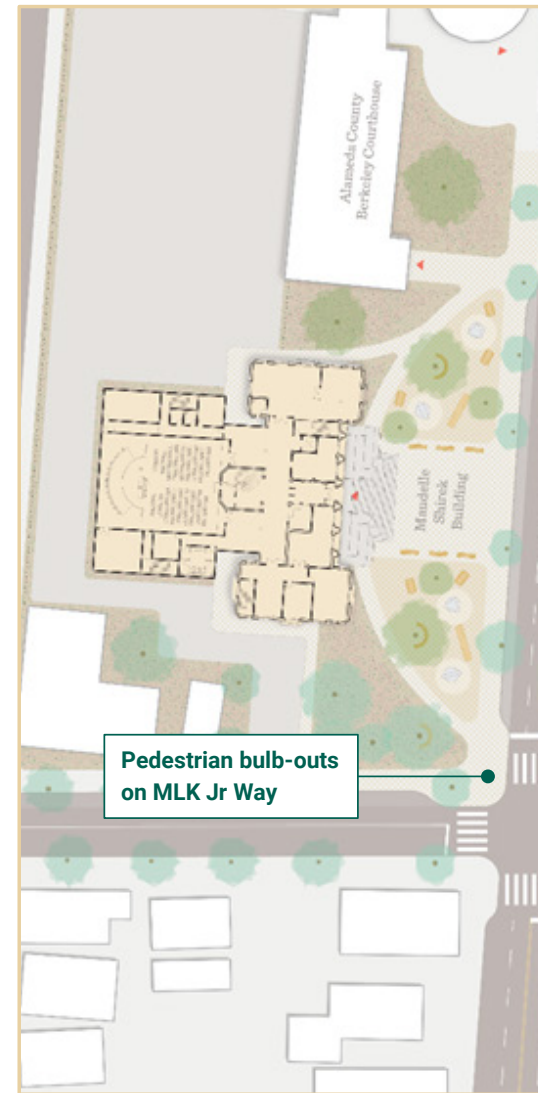 Alameda County
Berkeley Courthouse
Maudelle
Shirek
Building
Pedestrian bulb-outs
on MLK Jr Way